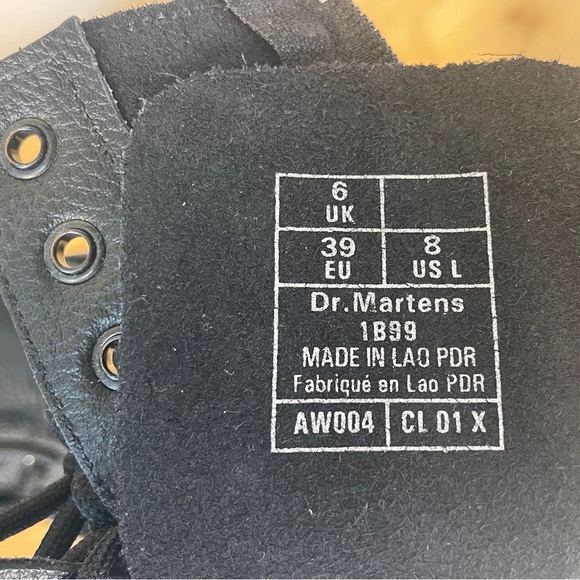 6
UK
39
EU
8
US L
Dr.Martens
1B99
MADE IN LAO PDR
Fabriqué en Lao PDR
AW004
CL 01 X